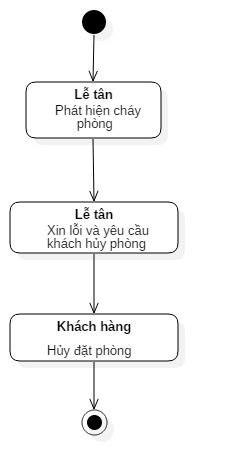 Lễ tân
Phát hiện cháy
phòng
Lễ tân
Xin lỗi và yêu cầu
khách hủy phòng
Khách hàng
Hủy đặt phòng